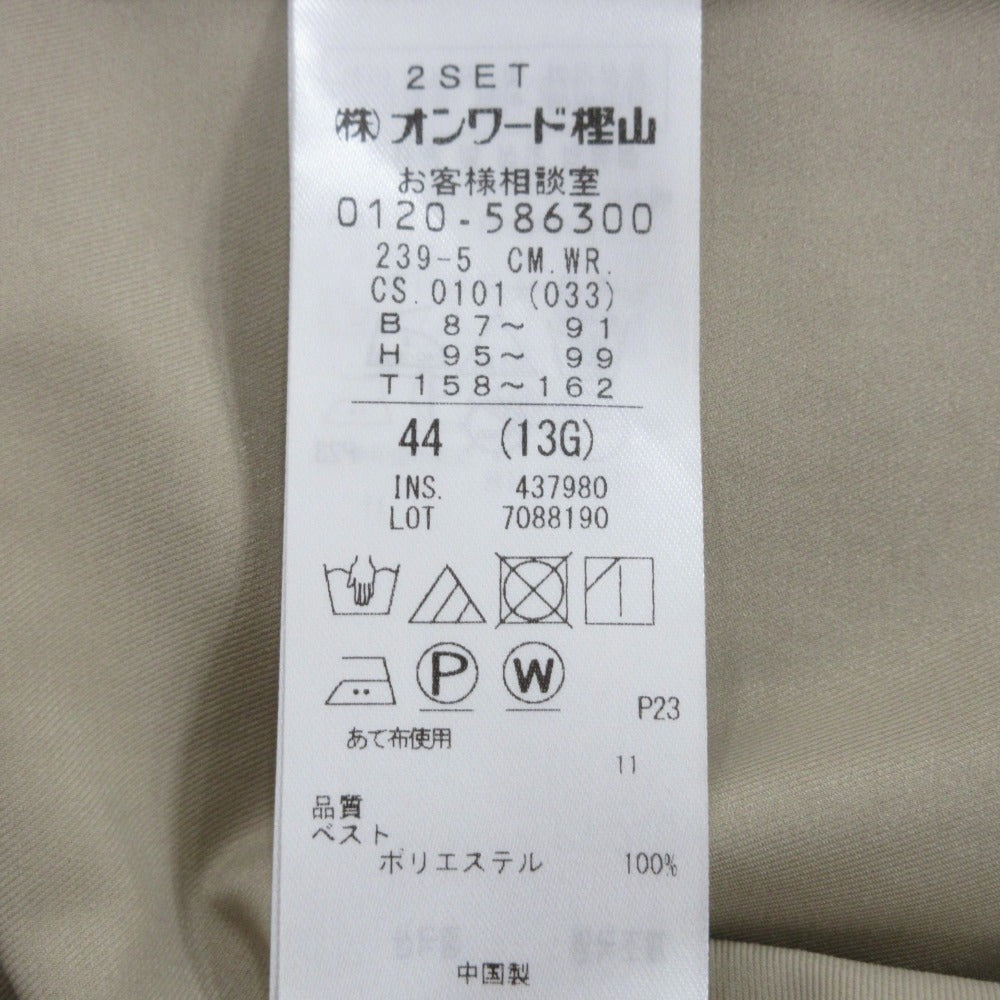 2SET
(株)オンワード樫山
お客様相談室
0120-586300
239-5 CM.WR.
CS.0101(033)
B 87～ 91
H 95～ 99
T158～162
44 (13G)
INS. 437980
LOT 7088190
P W
P23
あて布使用
11
品質
ベスト
ポリエステル 100%
中国製